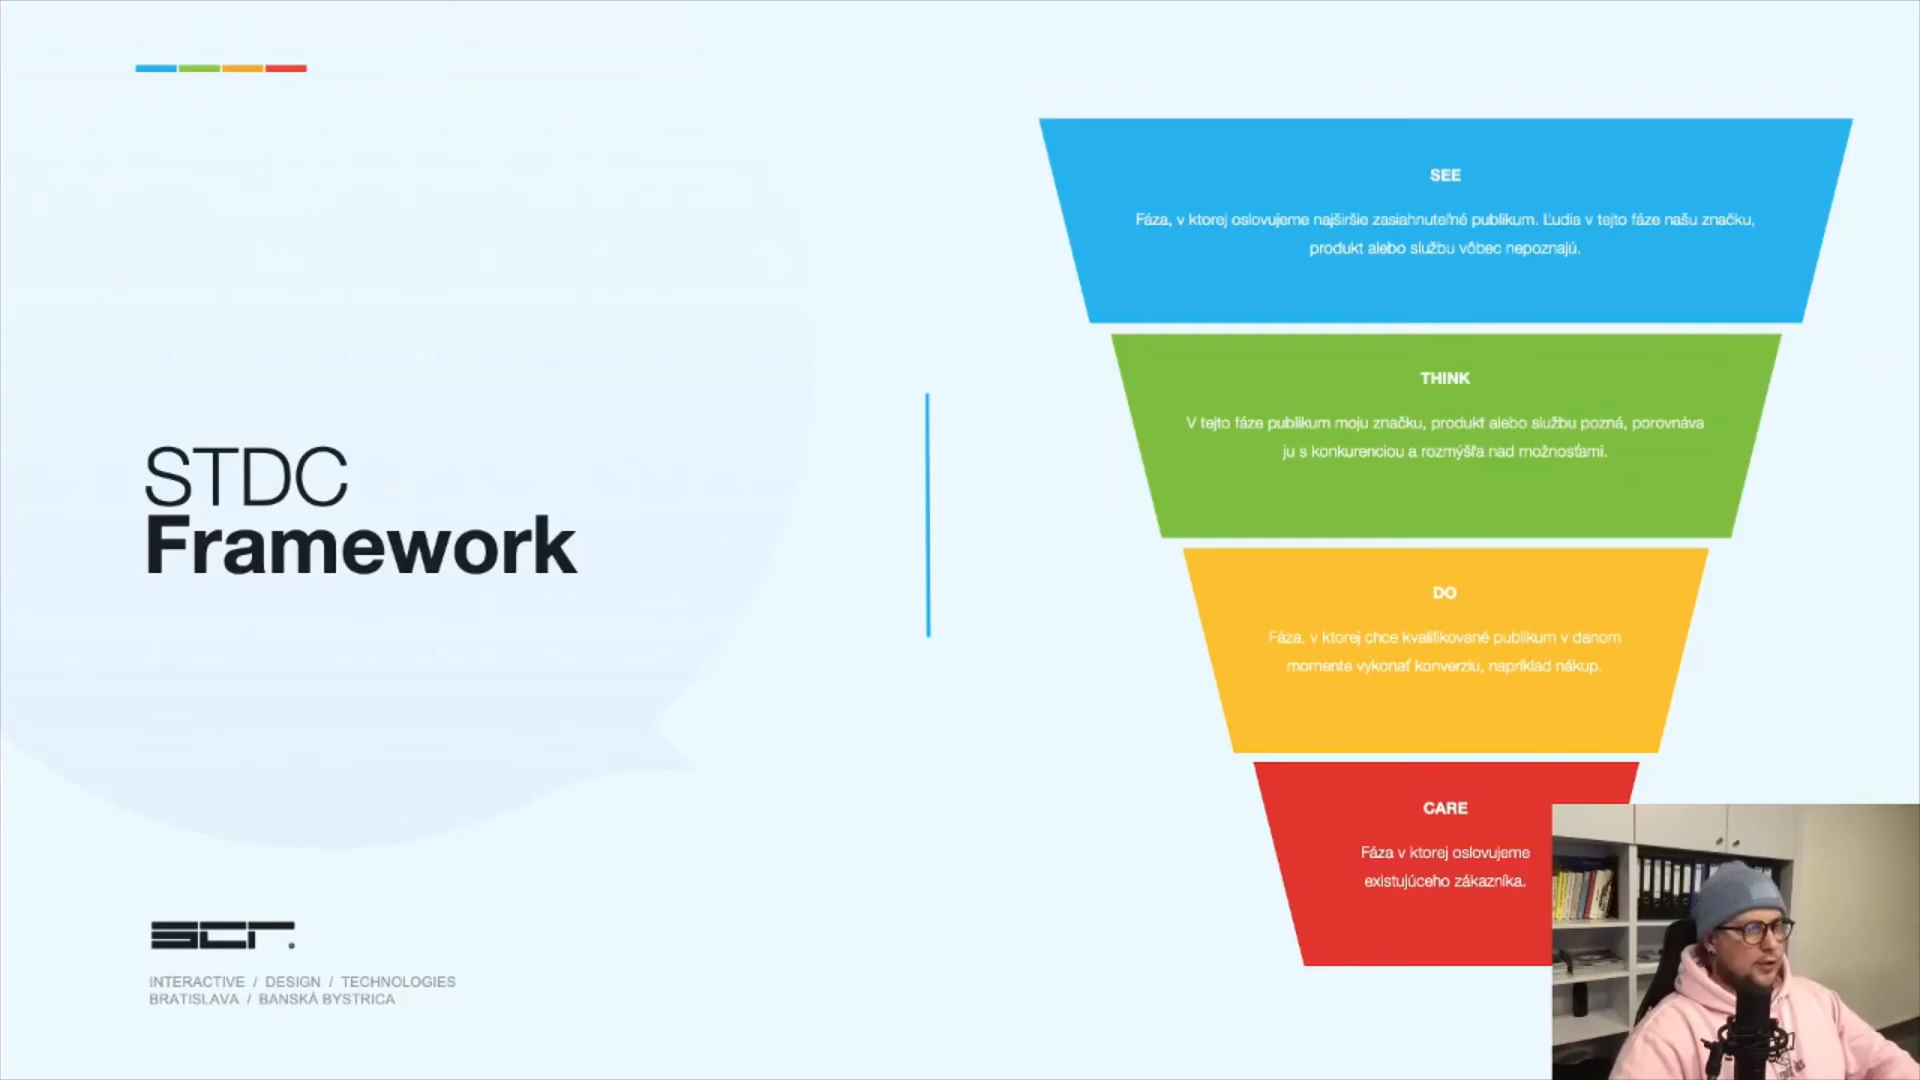 STDC
Framework
SEE
Fáza, v ktorej oslovujeme najširšie zasiahnuteľné publikum. Ľudia v tejto fáze našu značku,
produkt alebo službu vôbec nepoznajú.
THINK
V tejto fáze publikum moju značku, produkt alebo službu pozná, porovnáva
ju s konkurenciou a rozmýšľa nad možnosťami.
DO
Fáza, v ktorej chce kvalifikované publikum v danom
momente vykonať konverziu, napríklad nákup.
CARE
Fáza v ktorej oslovujeme
existujúceho zákazníka.
scr.
INTERACTIVE / DESIGN / TECHNOLOGIES
BRATISLAVA / BANSKÁ BYSTRICA